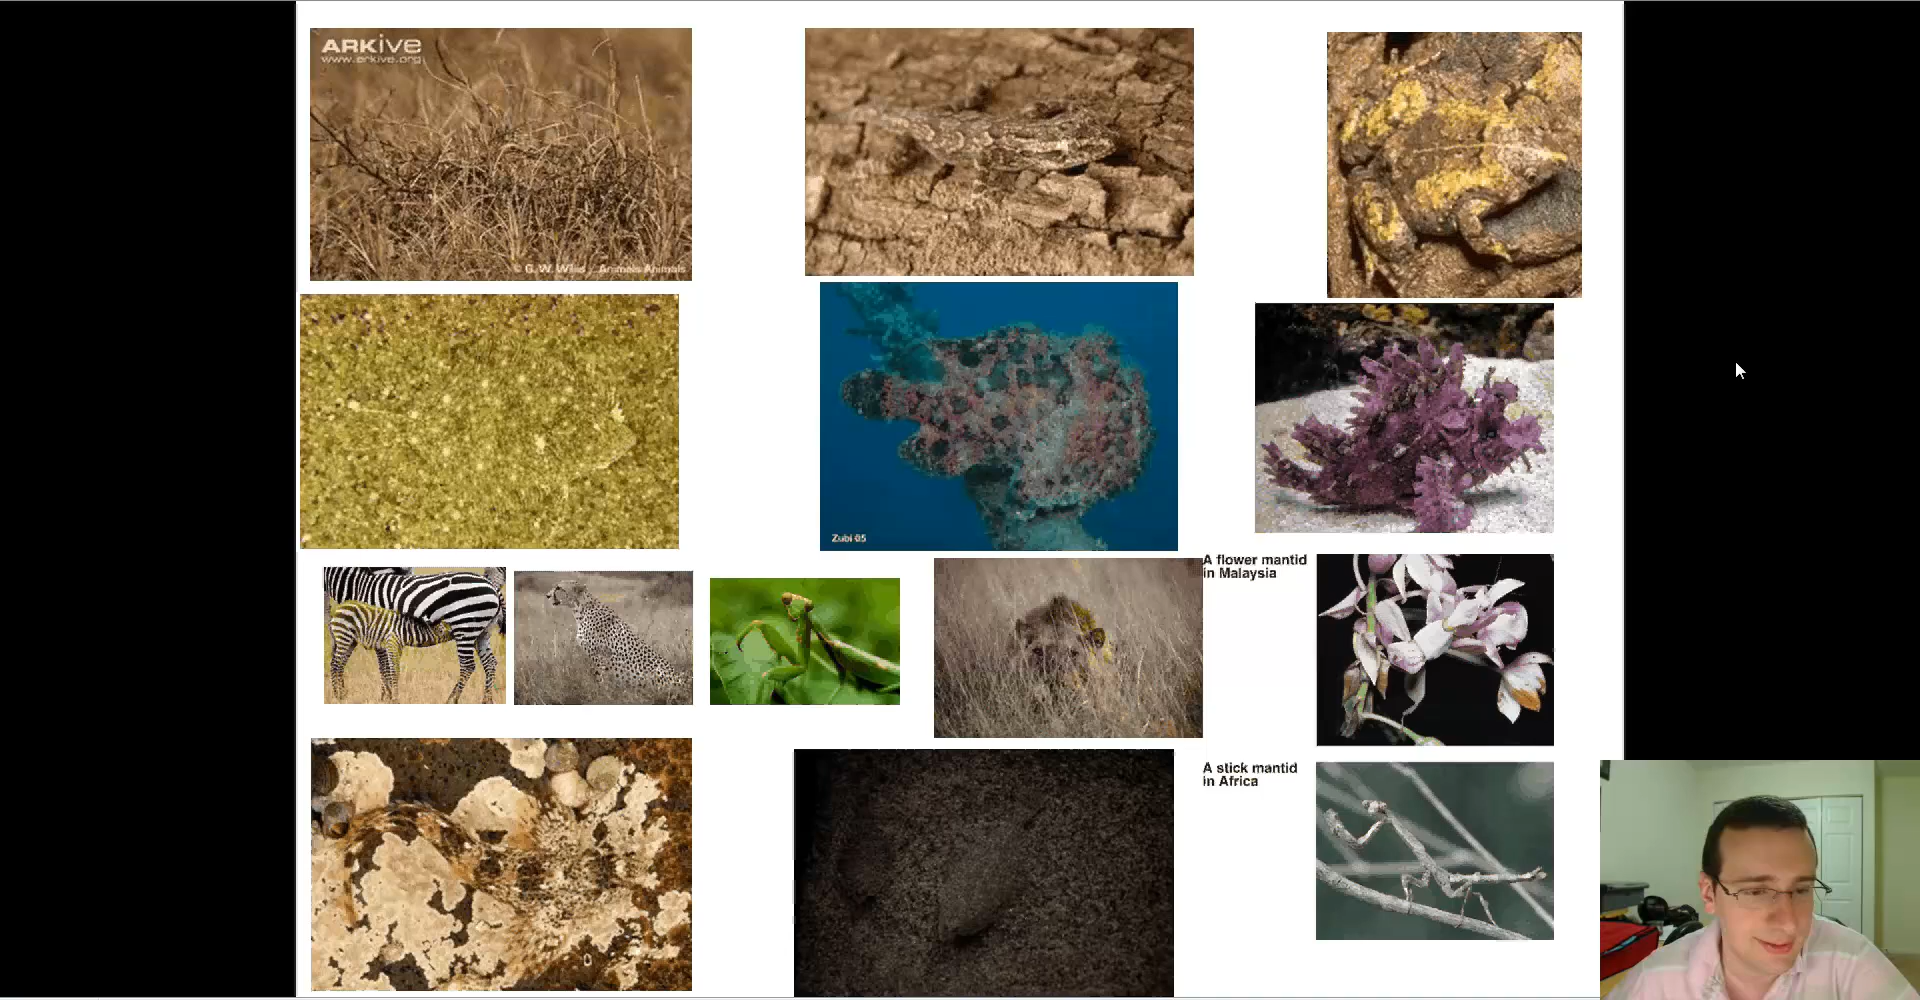 ARKive
www.arkive.org
© G. W. Willis / Animals Animals
Zubi 05
A flower mantid
in Malaysia
A stick mantid
in Africa